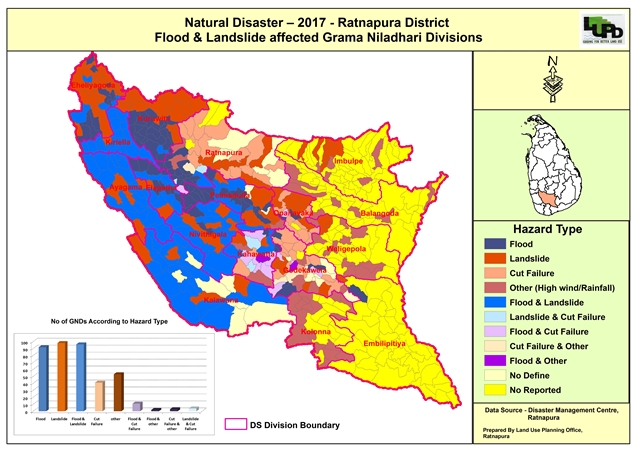 Natural Disaster – 2017 - Ratnapura District
Flood & Landslide affected Grama Niladhari Divisions
LUPD
N
Eheliyagoda
Kuruwita
Kiriella
Ratnapura
Imbulpe
Ayagama
Elapatha
Pelmadulla
Opanayaka
Balangoda
Nivithigala
Weligepola
Kahawatta
Godekawela
Kalawana
Kolonna
Embilipitiya
Hazard Type
Flood
Landslide
Cut Failure
Other (High wind/Rainfall)
Flood & Landslide
Landslide & Cut Failure
Flood & Cut Failure
Cut Failure & Other
Flood & Other
No Define
No Reported
No of GNDs According to Hazard Type
100
90
80
70
60
50
40
30
20
10
0
Flood Landslide Flood & Landslide Cut Failure other Flood & Cut Failure Flood & other Cut Failure & other Landslide & Cut Failure
DS Division Boundary
Data Source - Disaster Management Centre,
Ratnapura
Prepared By Land Use Planning Office,
Ratnapura